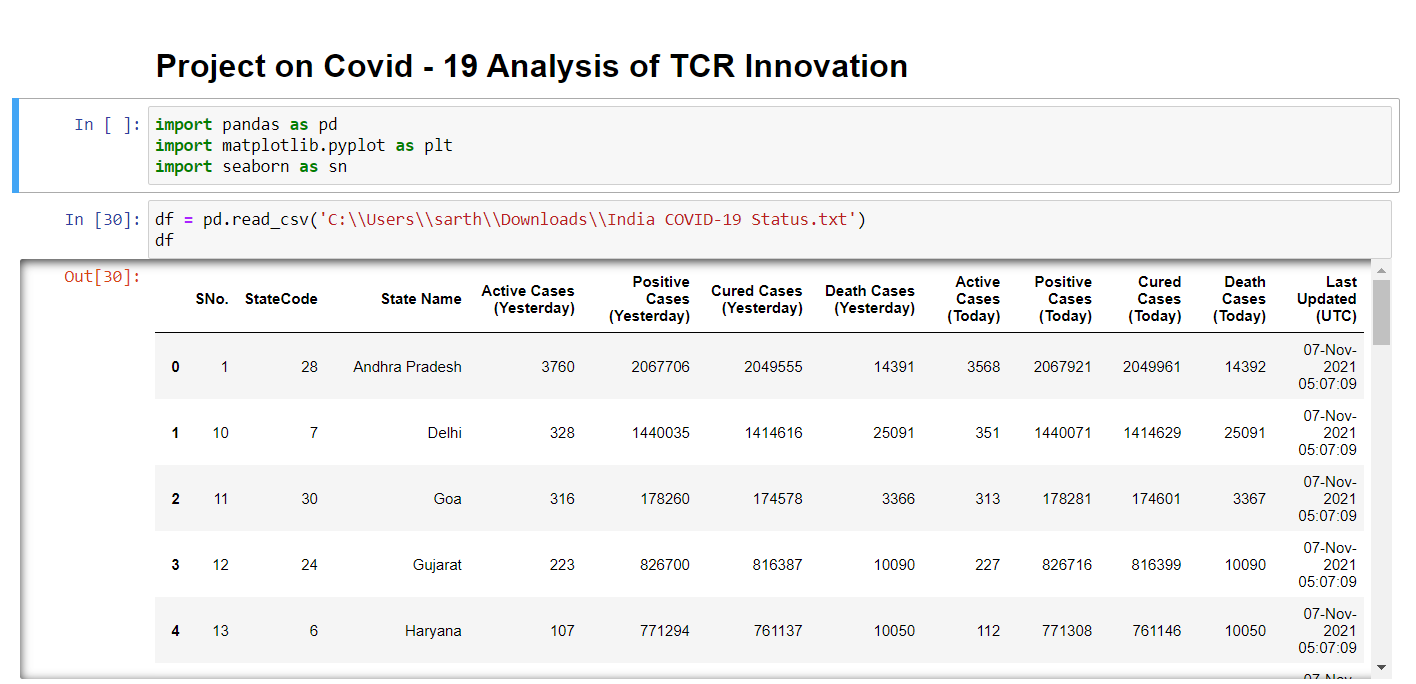 Project on Covid - 19 Analysis of TCR Innovation
In [ ]:
import pandas as pd
import matplotlib.pyplot as plt
import seaborn as sn
In [30]:
df = pd.read_csv('C:\\Users\\sarth\\Downloads\\India COVID-19 Status.txt')
df
Out[30]:
SNo. StateCode State Name Active Cases (Yesterday) Positive Cases (Yesterday) Cured Cases (Yesterday) Death Cases (Yesterday) Active Cases (Today) Positive Cases (Today) Cured Cases (Today) Death Cases (Today) Last Updated (UTC)
0 1 28 Andhra Pradesh 3760 2067706 2049555 14391 3568 2067921 2049961 14392 07-Nov-2021 05:07:09
1 10 7 Delhi 328 1440035 1414616 25091 351 1440071 1414629 25091 07-Nov-2021 05:07:09
2 11 30 Goa 316 178260 174578 3366 313 178281 174601 3367 07-Nov-2021 05:07:09
3 12 24 Gujarat 223 826700 816387 10090 227 826716 816399 10090 07-Nov-2021 05:07:09
4 13 6 Haryana 107 771294 761137 10050 112 771308 761146 10050 07-Nov-2021 05:07:09
07-Nov-